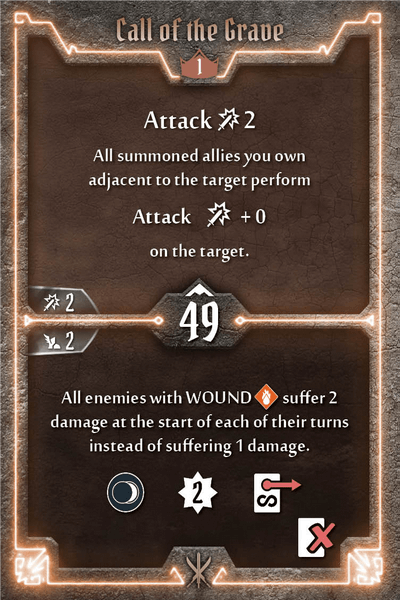 Call of the Grave
1
Attack 2
All summoned allies you own
adjacent to the target perform
Attack + 0
on the target.
2
49
2
All enemies with WOUND suffer 2
damage at the start of each of their turns
instead of suffering 1 damage.
2